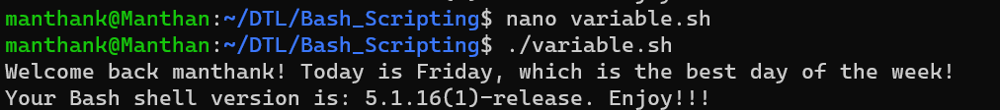 manthank@Manthan:~/DTL/Bash_Scripting$ nano variable.sh
manthank@Manthan:~/DTL/Bash_Scripting$ ./variable.sh
Welcome back manthank! Today is Friday, which is the best day of the week!
Your Bash shell version is: 5.1.16(1)-release. Enjoy!!!